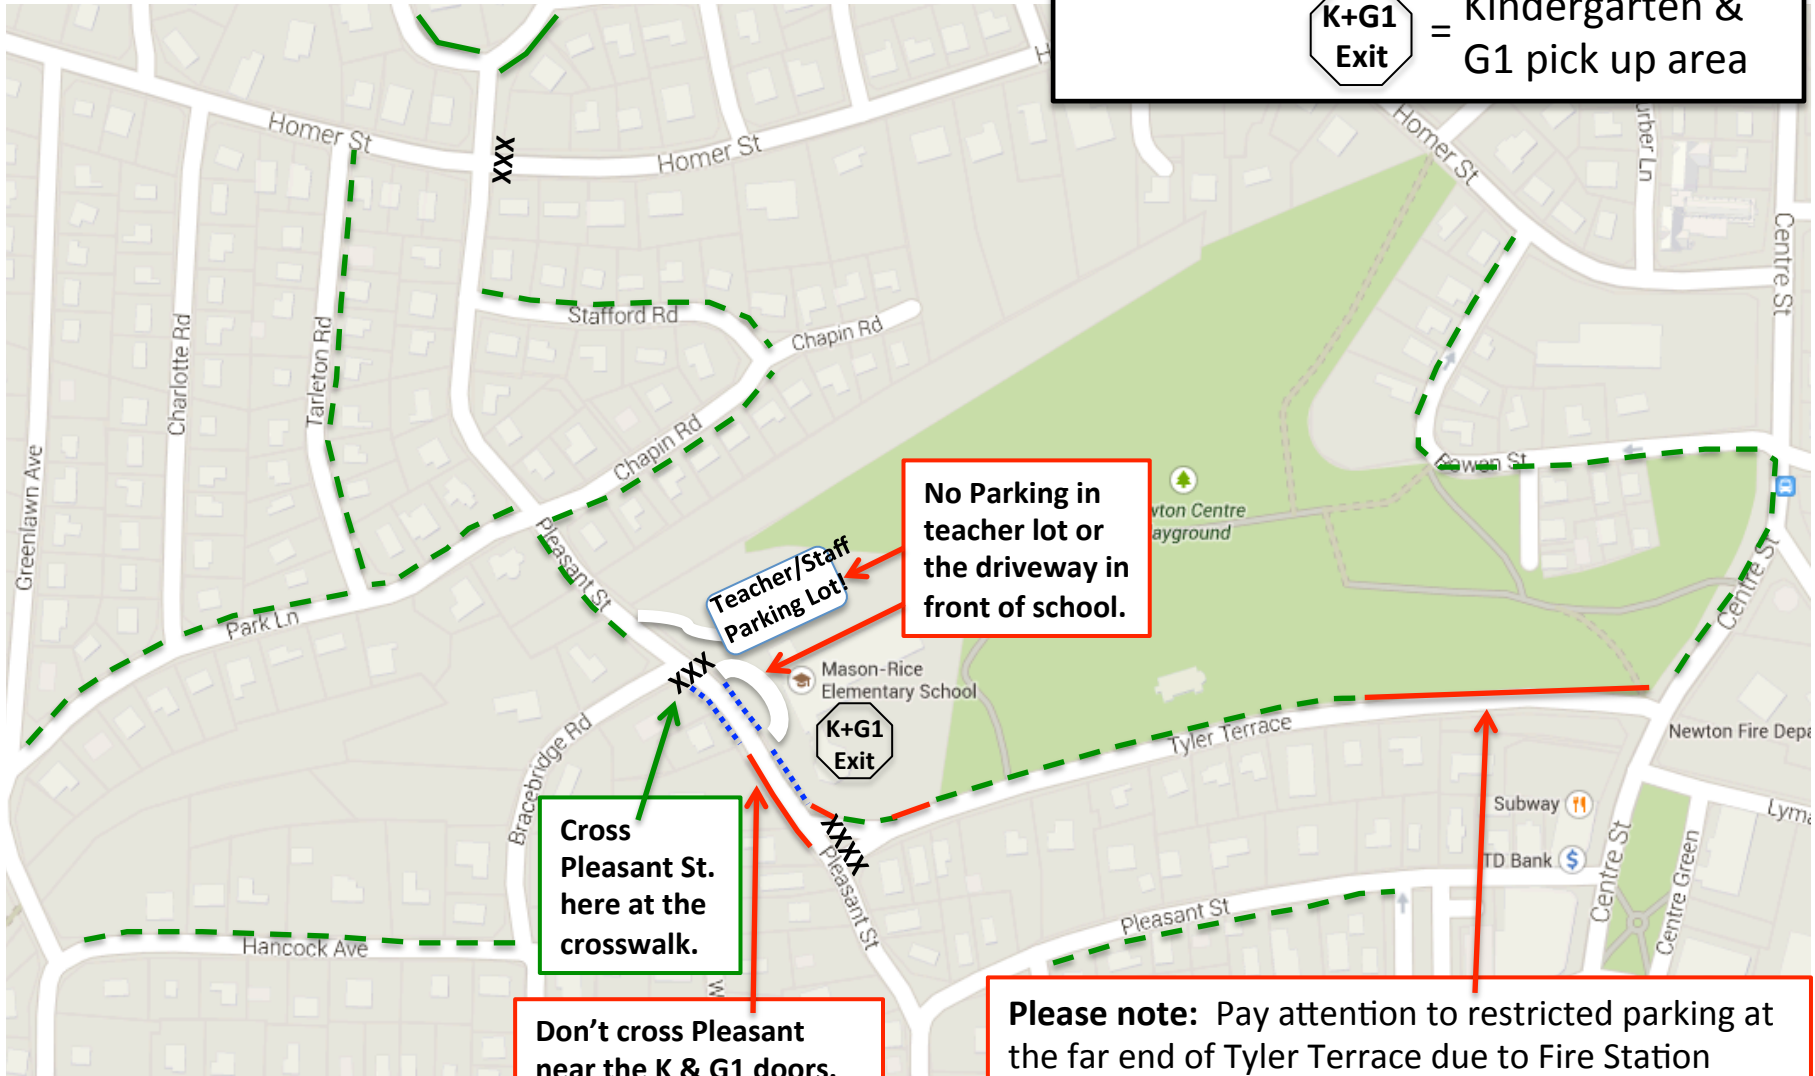 K+G1
Exit
=
Kindergarten &
G1 pick up area
Homer St
Homer St
Homer St
Centre St
XXX
Stafford Rd
Chapin Rd
Charlotte Rd
Tarleton Rd
Greenlawn Ave
Chapin Rd
Bowen St
No Parking in
teacher lot or
the driveway in
front of school.
Pleasant St
Teacher/Staff
Parking Lot!
Park Ln
Centre St
XXX
Mason-Rice
Elementary School
K+G1
Exit
Tyler Terrace
Newton Fire Depa
Bracebridge Rd
Subway
XXXX
TD Bank
$
Cross
Pleasant St.
here at the
crosswalk.
Pleasant St
Pleasant St
Centre St
Centre Green
Hancock Ave
Don't cross Pleasant
near the K & G1 doors.
Please note: Pay attention to restricted parking at
the far end of Tyler Terrace due to Fire Station